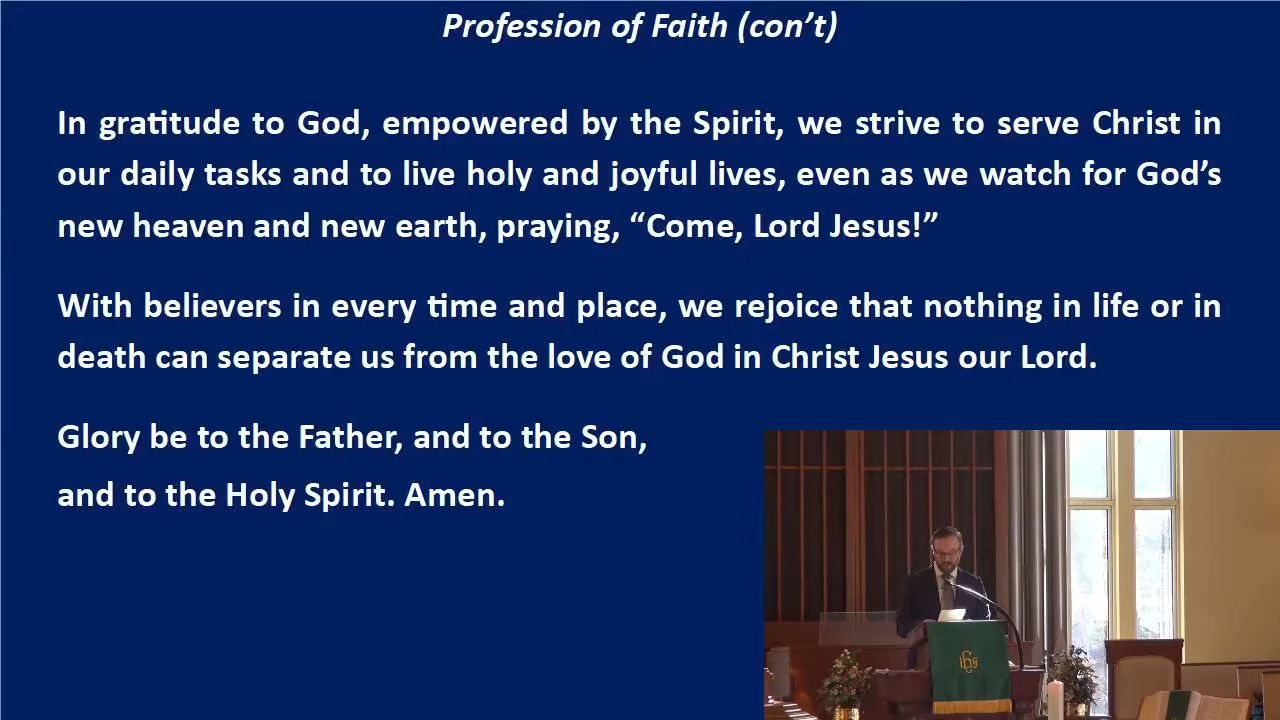 Profession of Faith (con’t)
In gratitude to God, empowered by the Spirit, we strive to serve Christ in
our daily tasks and to live holy and joyful lives, even as we watch for God’s
new heaven and new earth, praying, “Come, Lord Jesus!”
With believers in every time and place, we rejoice that nothing in life or in
death can separate us from the love of God in Christ Jesus our Lord.
Glory be to the Father, and to the Son,
and to the Holy Spirit. Amen.
IHS